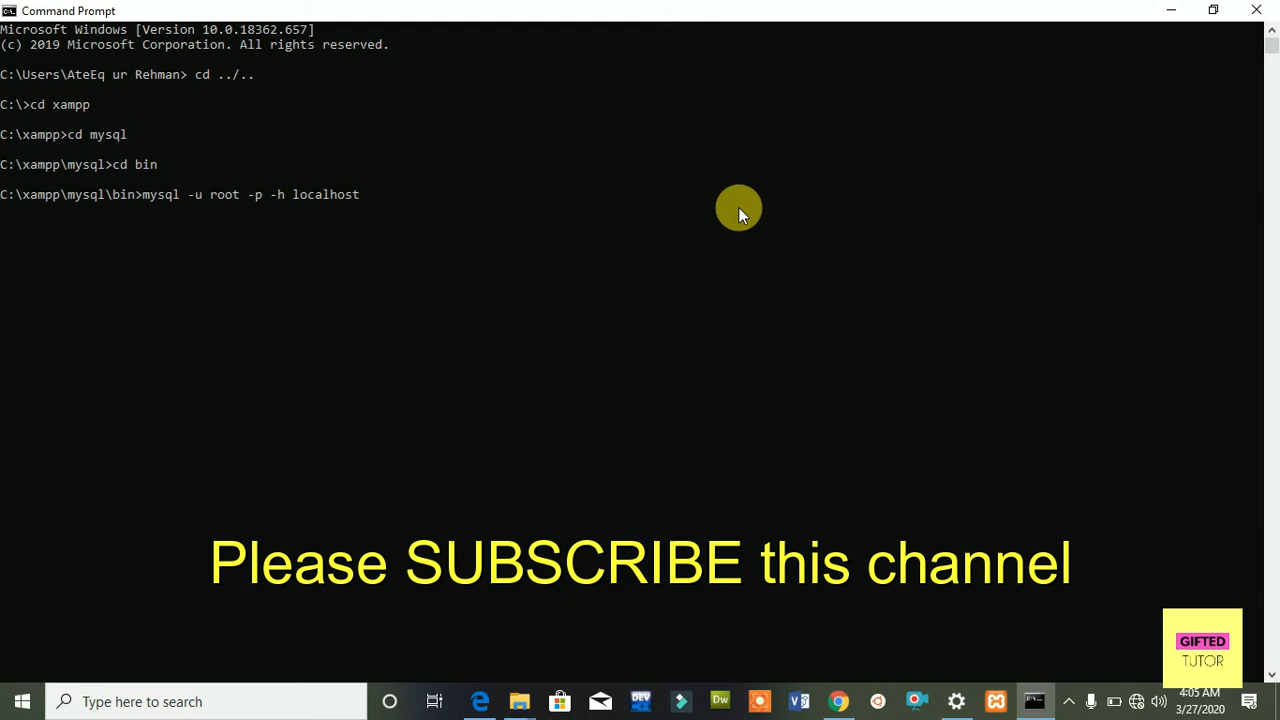 Command Prompt
Microsoft Windows [Version 10.0.18362.657]
(c) 2019 Microsoft Corporation. All rights reserved.
C:\Users\AteEq ur Rehman> cd ../..
C:\>cd xampp
C:\xampp>cd mysql
C:\xampp\mysql>cd bin
C:\xampp\mysql\bin>mysql -u root -p -h localhost
Please SUBSCRIBE this channel
GIFTED
TUTOR
Type here to search
DEV
Dw
4:05 AM
3/27/2020